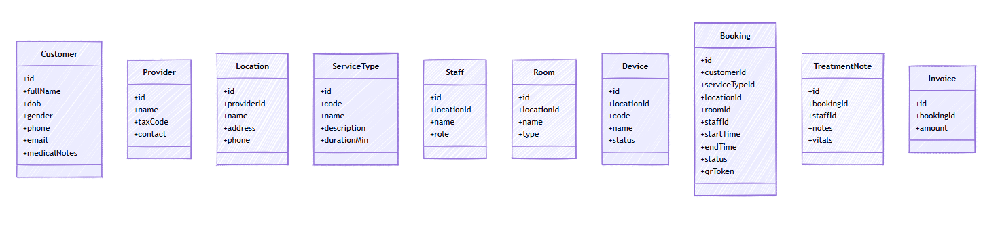 Customer
+id
+fullName
+dob
+gender
+phone
+email
+medicalNotes
Provider
+id
+name
+taxCode
+contact
Location
+id
+providerId
+name
+address
+phone
ServiceType
+id
+code
+name
+description
+durationMin
Staff
+id
+locationId
+name
+role
Room
+id
+locationId
+name
+type
Device
+id
+locationId
+code
+name
+status
Booking
+id
+customerId
+serviceTypeId
+locationId
+roomId
+staffId
+startTime
+endTime
+status
+qrToken
TreatmentNote
+id
+bookingId
+staffId
+notes
+vitals
Invoice
+id
+bookingId
+amount